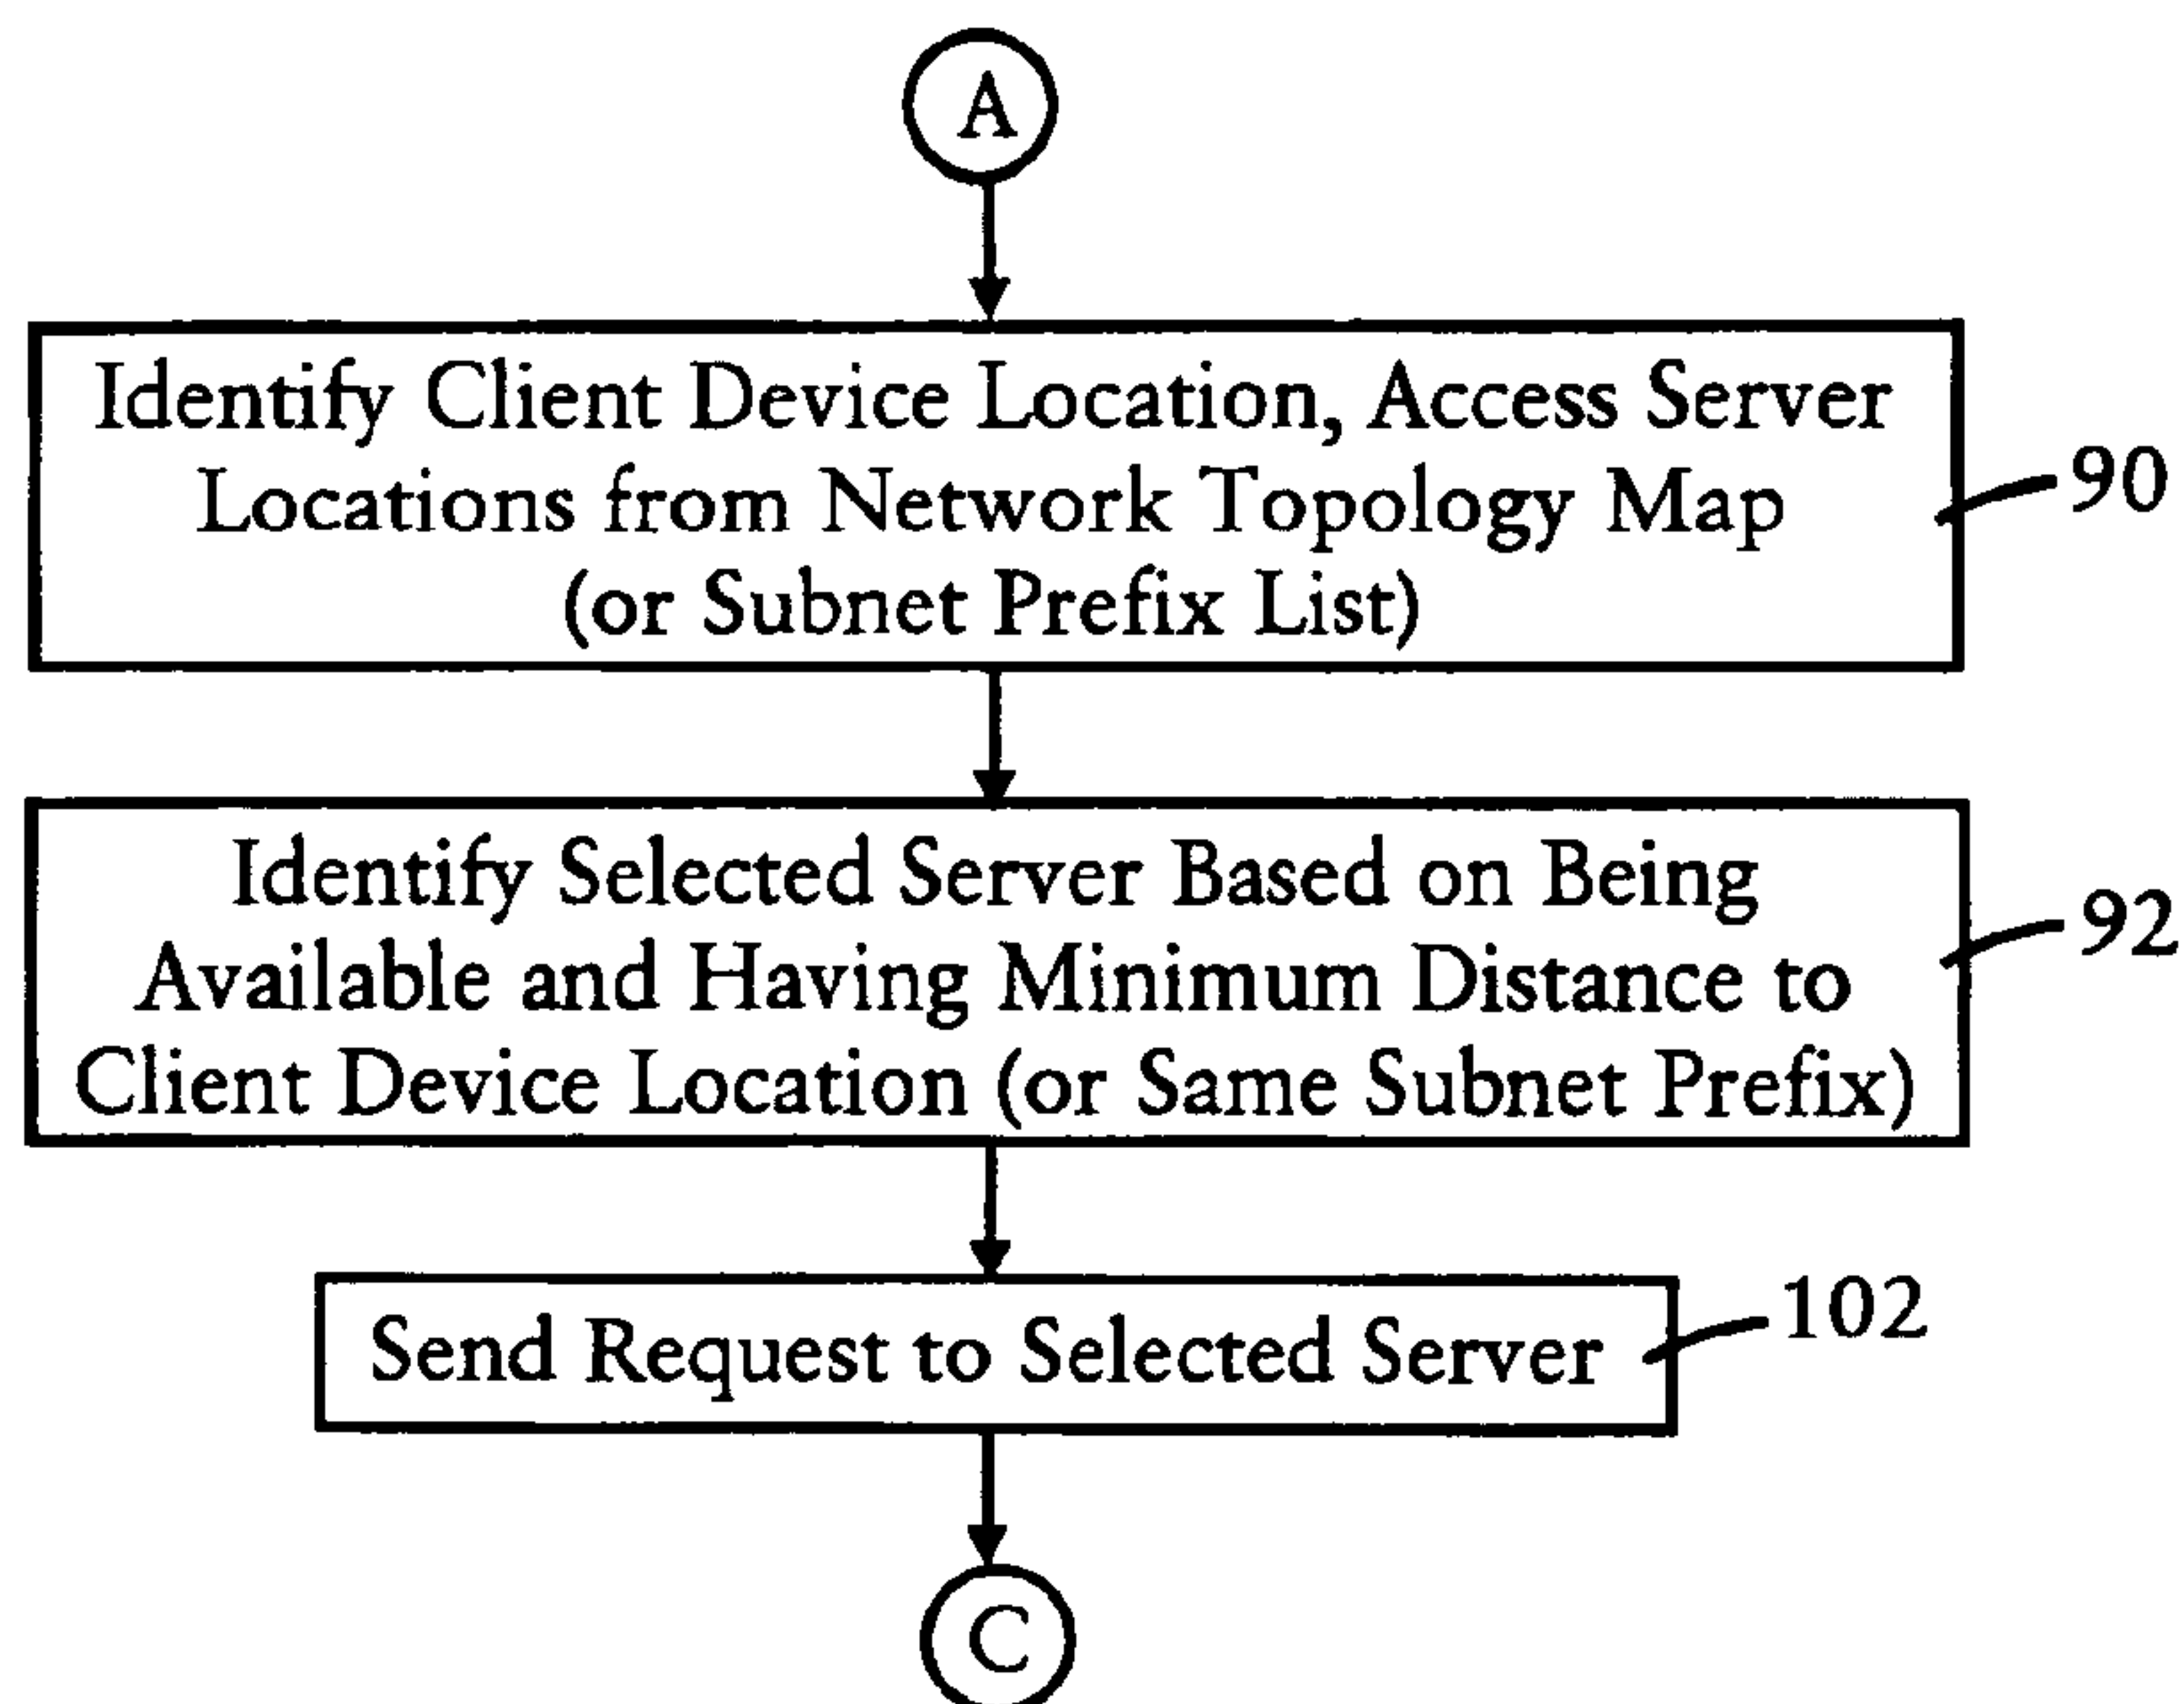 A
Identify Client Device Location, Access Server
Locations from Network Topology Map
(or Subnet Prefix List)
90
Identify Selected Server Based on Being
Available and Having Minimum Distance to
Client Device Location (or Same Subnet Prefix)
92
Send Request to Selected Server
102
C